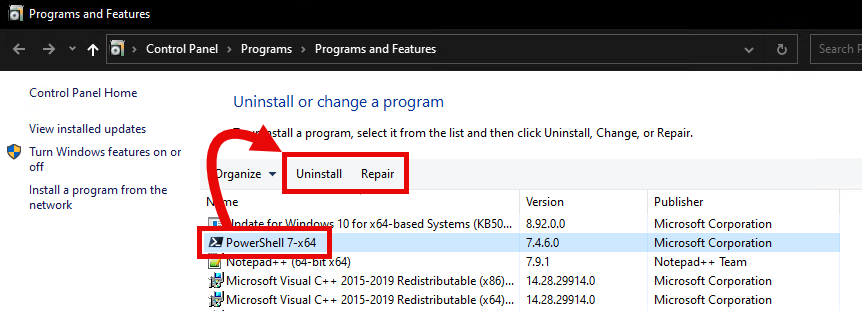 Programs and Features
Control Panel Programs Programs and Features
Search P
Control Panel Home
View installed updates
Turn Windows features on or
off
Install a program from the
network
Uninstall or change a program
To uninstall a program, select it from the list and then click Uninstall, Change, or Repair.
Organize Uninstall Repair
Name Version Publisher
Update for Windows 10 for x64-based Systems (KB50... 8.92.0.0 Microsoft Corporation
PowerShell 7-x64 7.4.6.0 Microsoft Corporation
Notepad++ (64-bit x64) 7.9.1 Notepad++ Team
Microsoft Visual C++ 2015-2019 Redistributable (x86)... 14.28.29914.0 Microsoft Corporation
Microsoft Visual C++ 2015-2019 Redistributable (x64)... 14.28.29914.0 Microsoft Corporation